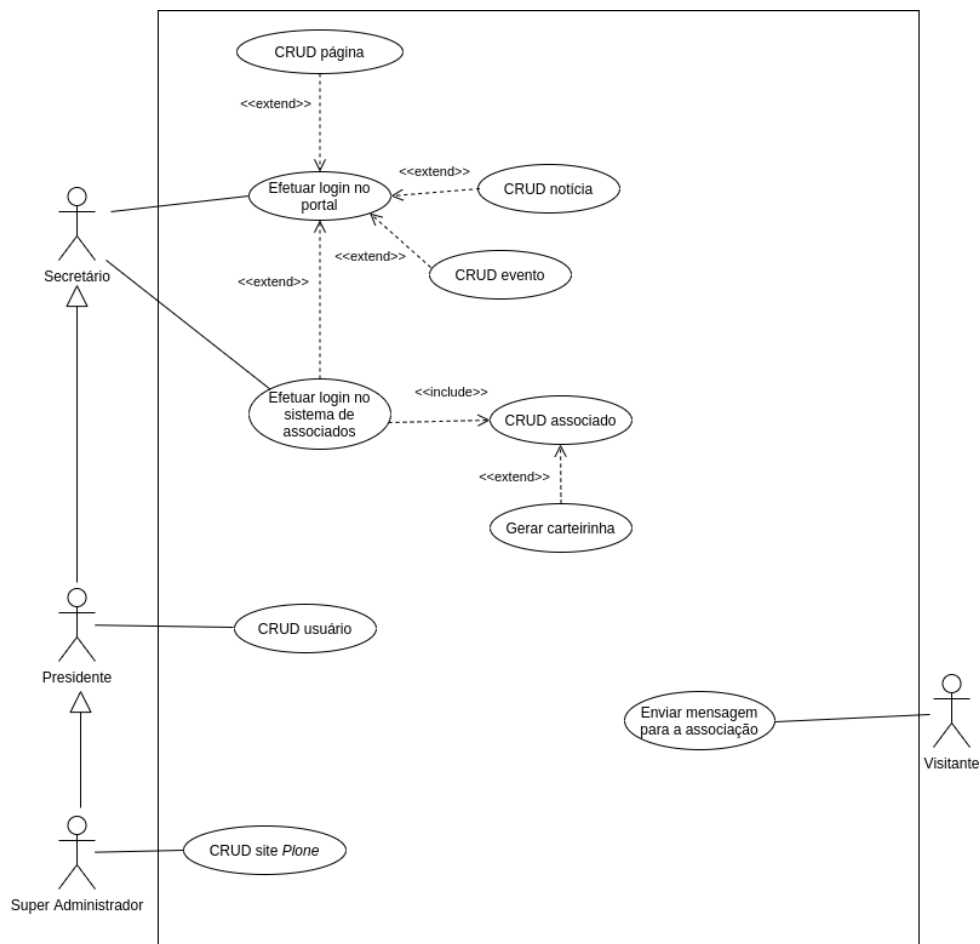 CRUD página
<<extend>>
Efetuar login no
portal
<<extend>>
CRUD notícia
<<extend>>
CRUD evento
Secretário
<<extend>>
Efetuar login no
sistema de
associados
<<include>>
CRUD associado
<<extend>>
Gerar carteirinha
CRUD usuário
Presidente
Enviar mensagem
para a associação
Visitante
CRUD site Plone
Super Administrador